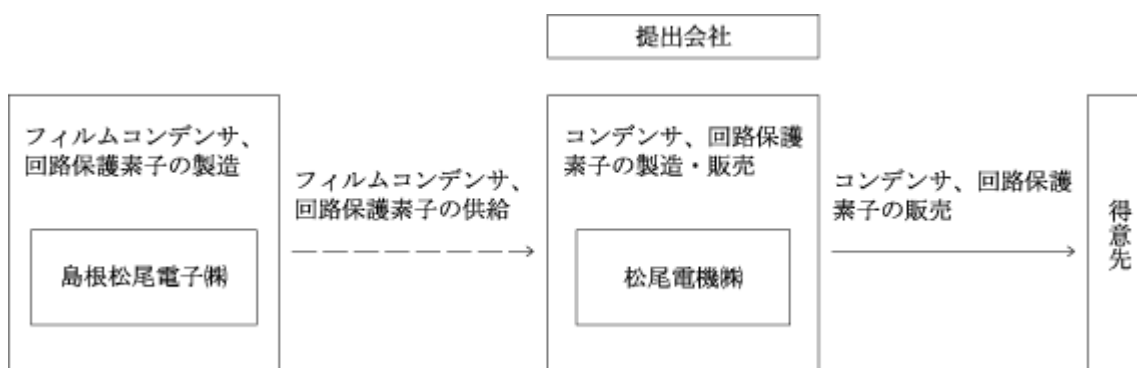 提出会社
フィルムコンデンサ、
回路保護素子の製造
島根松尾電子㈱
フィルムコンデンサ、
回路保護素子の供給
コンデンサ、回路保護
素子の製造・販売
松尾電機㈱
コンデンサ、回路保護
素子の販売
得意先